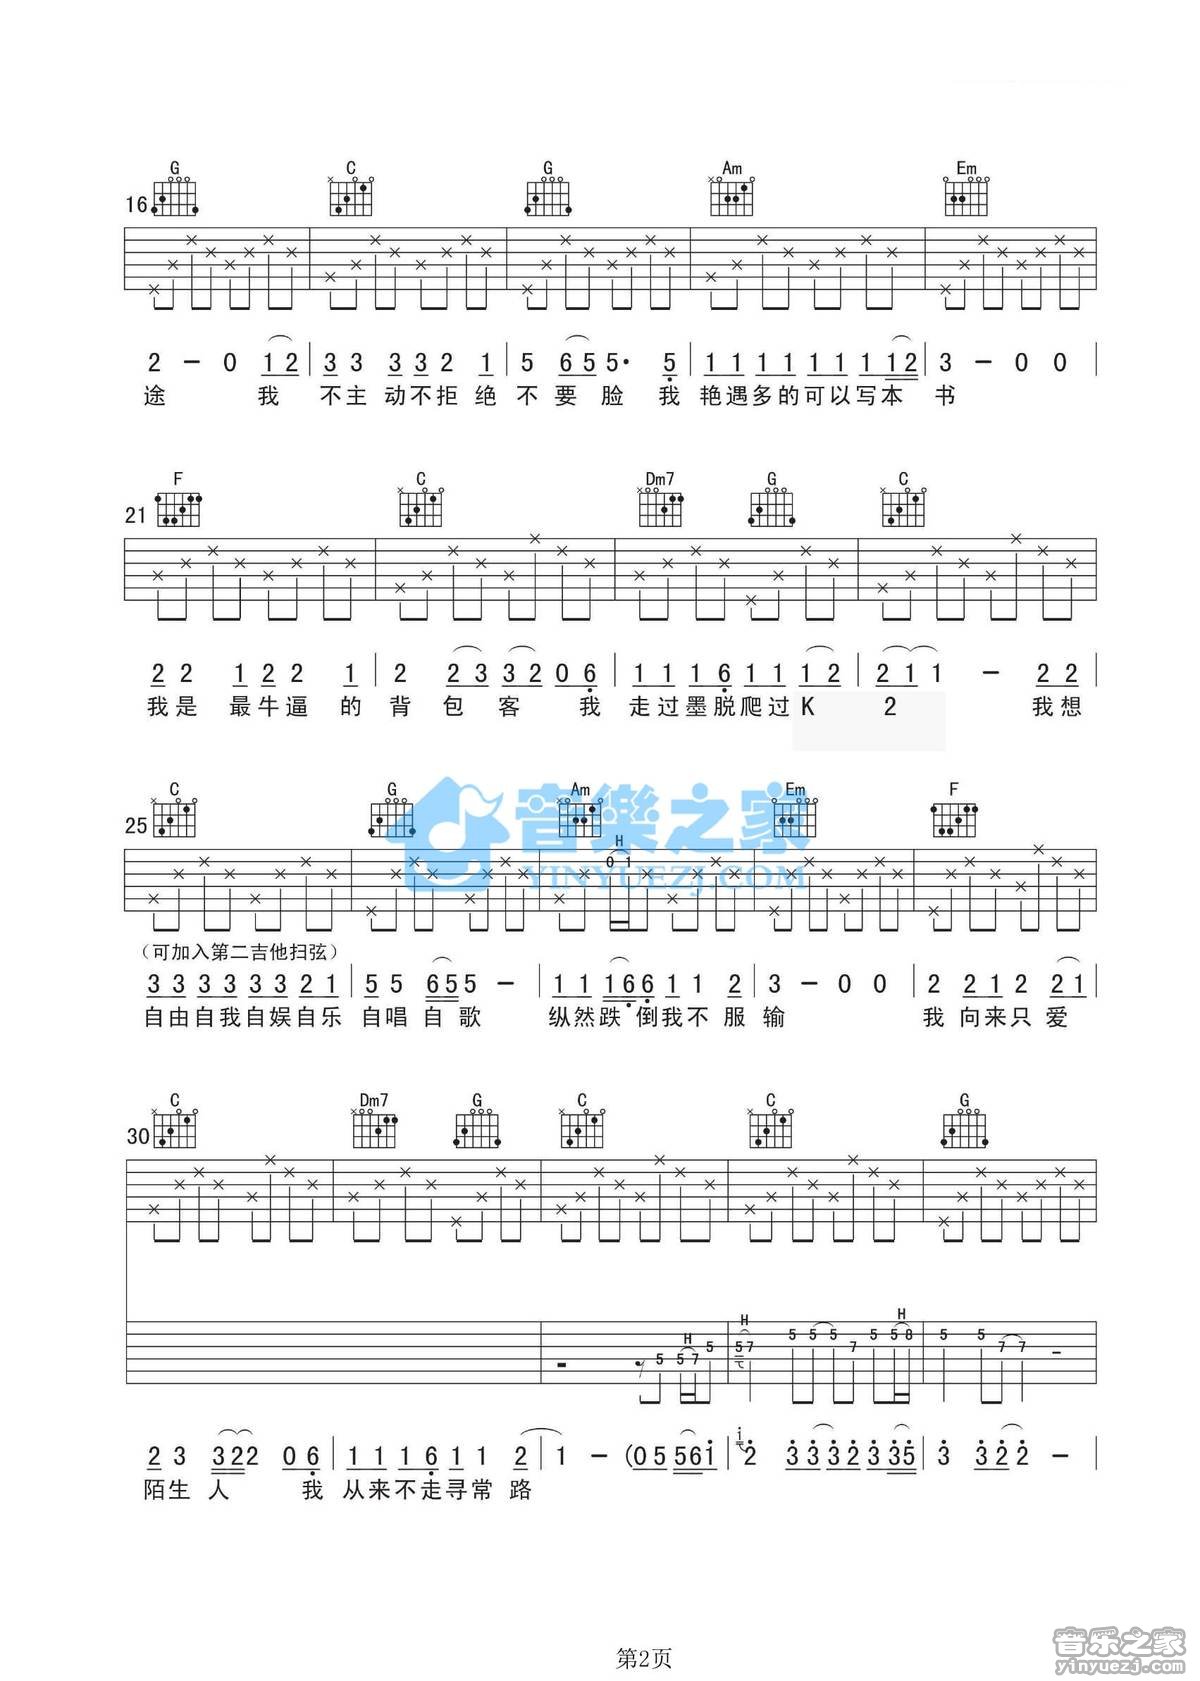 G C G Am Em
16
2 － 0 1 2 3 3 3 3 2 1 5 6 5 5· 5 1 1 1 1 1 1 1 1 2 3 － 0 0
途 我 不主 动不拒 绝 不 要 脸 我 艳遇多的可以写本 书
F C Dm7 G C
21
2 2 1 2 2 1 2 2 3 3 2 0 6 1 1 1 6 1 1 1 2 2 1 1 － 2 2
我是 最牛逼 的 背 包 客 我 走过墨脱爬过 K 2 我想
C G Am Em F
25
H
0 1
音樂之家
YINYUEZJ.COM
(可加入第二吉他扫弦)
3 3 3 3 3 3 2 1 5 5 6 5 5 － 1 1 1 6 6 1 1 2 3 － 0 0 2 2 1 2 2 1
自由自我自娱自乐 自唱 自 歌 纵然跌 倒我不 服 输 我 向来只 爱
C Dm7 G C C G
30
H H H
5 5 7 5 5 7 5 5 5 7 5 5 8 5 5 7 7
2 3 3 2 2 0 6 1 1 1 6 1 1 2 1 － (0 5 5 6 1 i 2 3 3 3 2 3 3 5 3 3 2 2 －
陌生 人 我 从来不走寻常 路
第2页
音乐之家
yinyuezj.com